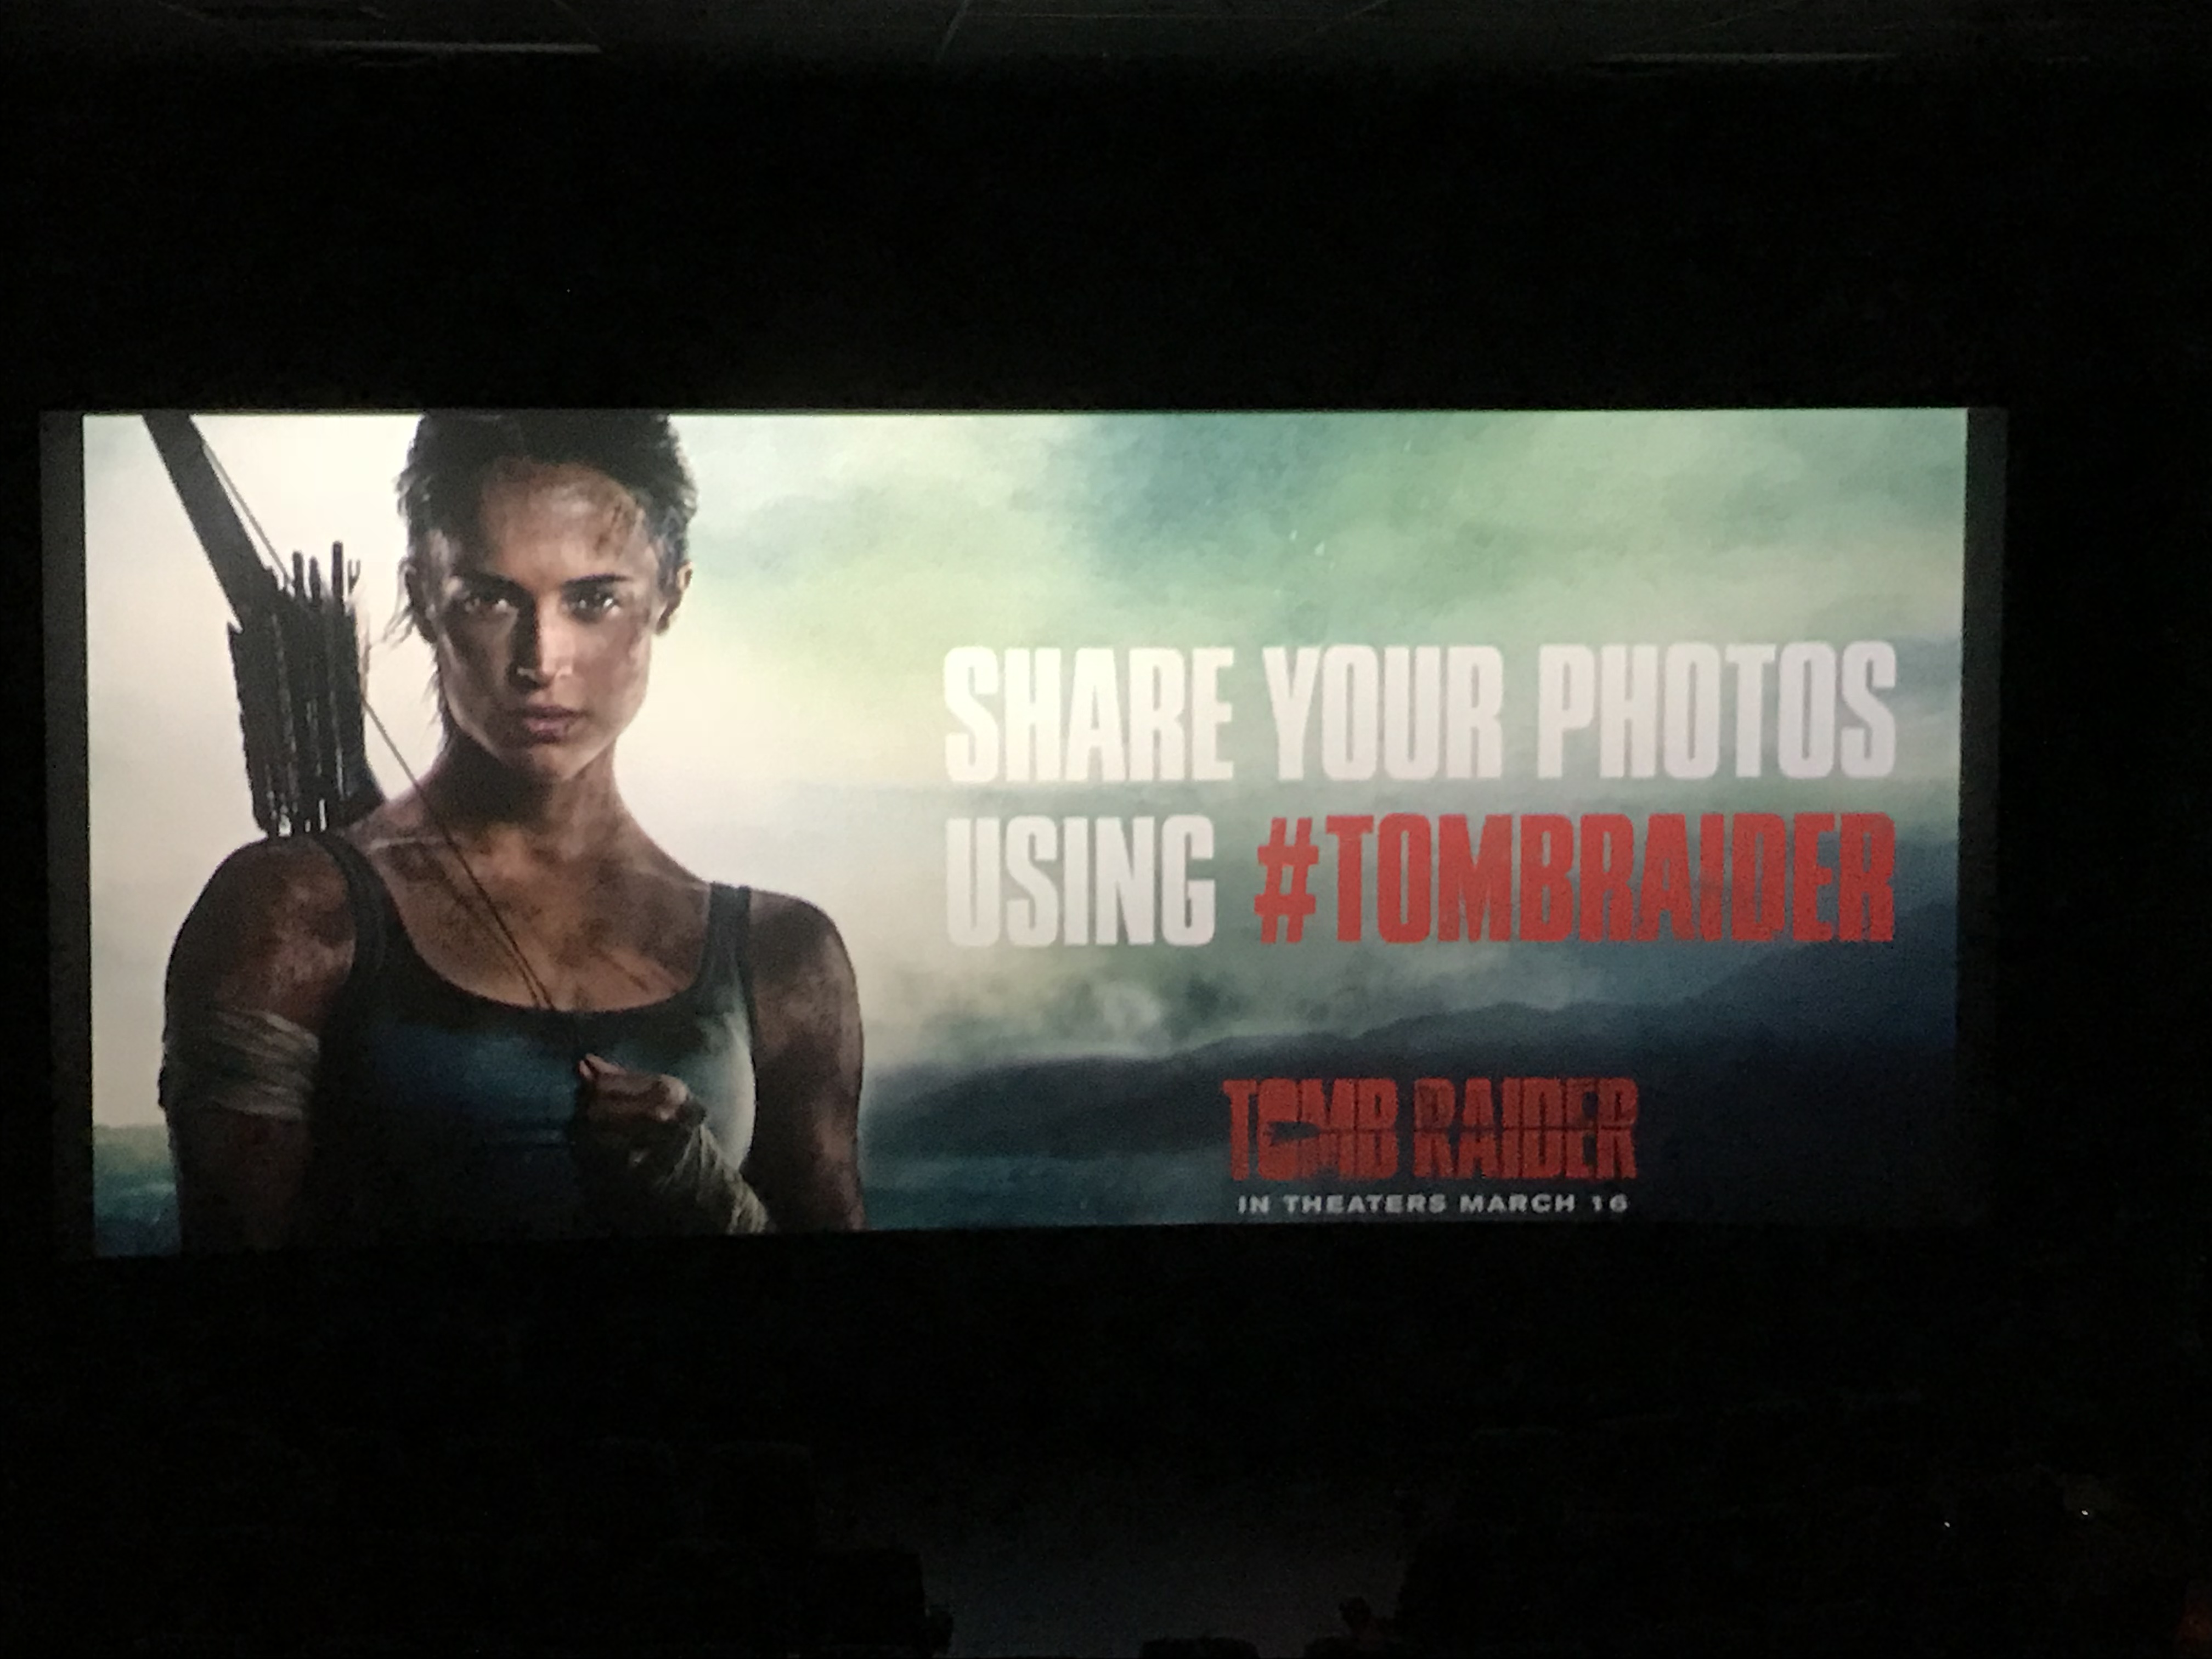 SHARE YOUR PHOTOS
USING #TOMBRAIDER
TOMB RAIDER
IN THEATERS MARCH 16